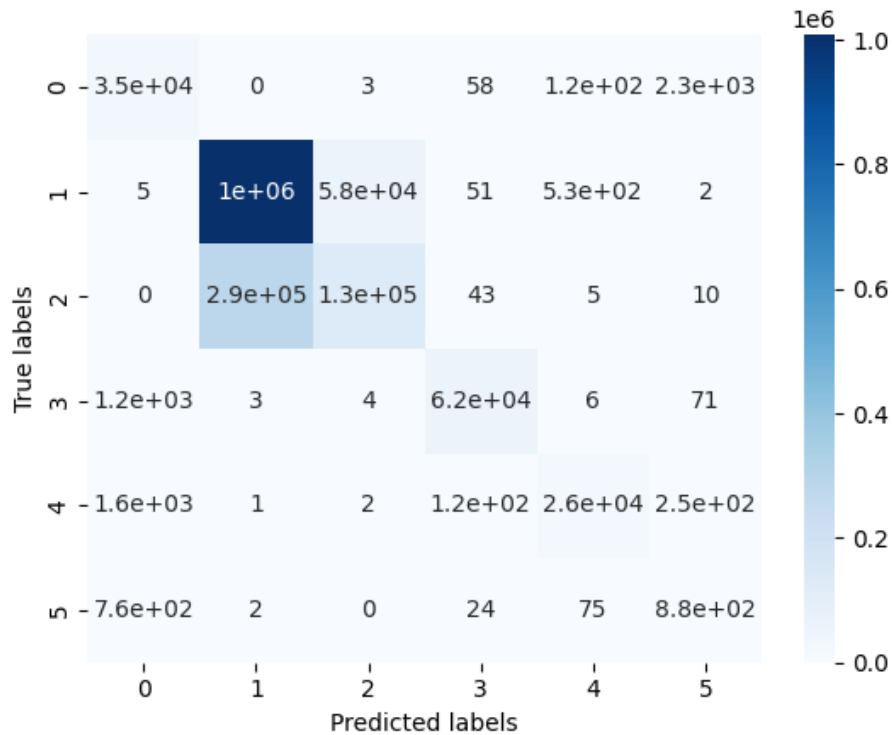 1e6
0 3.5e+04 0 3 58 1.2e+02 2.3e+03 1.0
1 5 1e+06 5.8e+04 51 5.3e+02 2 0.8
2 0 2.9e+05 1.3e+05 43 5 10 0.6
3 1.2e+03 3 4 6.2e+04 6 71 0.4
4 1.6e+03 1 2 1.2e+02 2.6e+04 2.5e+02 0.2
5 7.6e+02 2 0 24 75 8.8e+02 0.0
True labels
0 1 2 3 4 5
Predicted labels